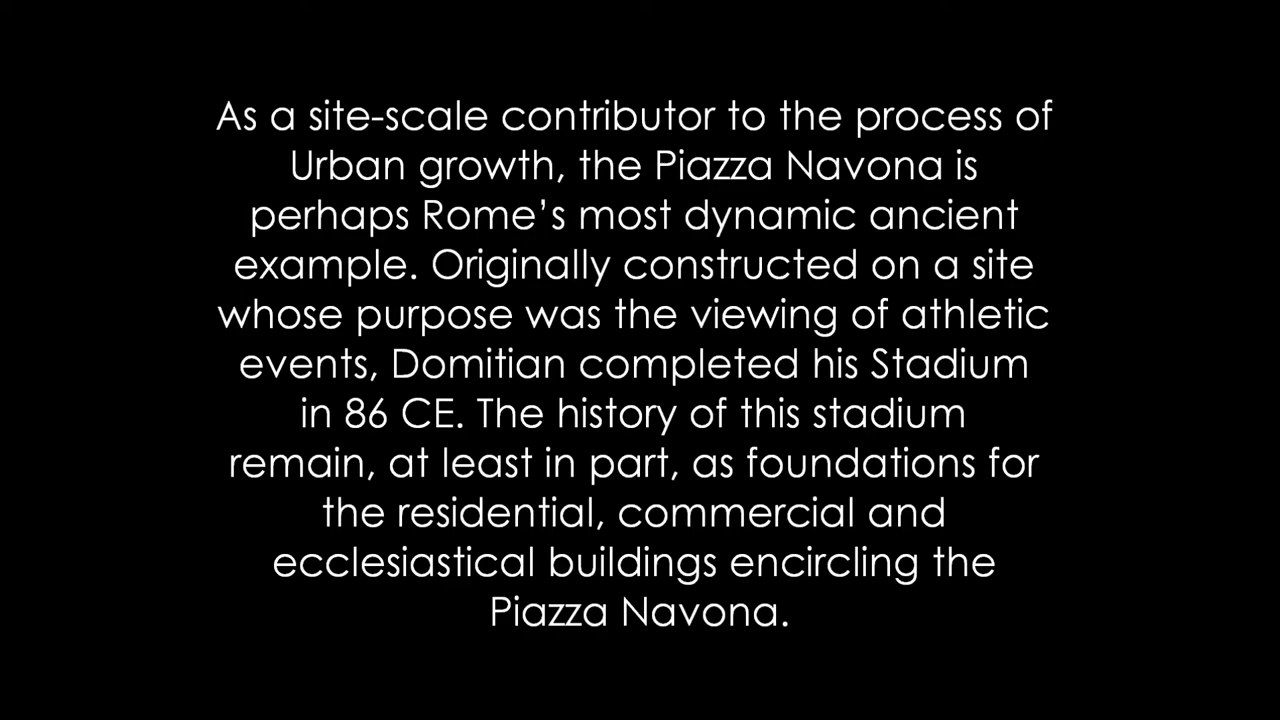 As a site-scale contributor to the process of
Urban growth, the Piazza Navona is
perhaps Rome’s most dynamic ancient
example. Originally constructed on a site
whose purpose was the viewing of athletic
events, Domitian completed his Stadium
in 86 CE. The history of this stadium
remain, at least in part, as foundations for
the residential, commercial and
ecclesiastical buildings encircling the
Piazza Navona.